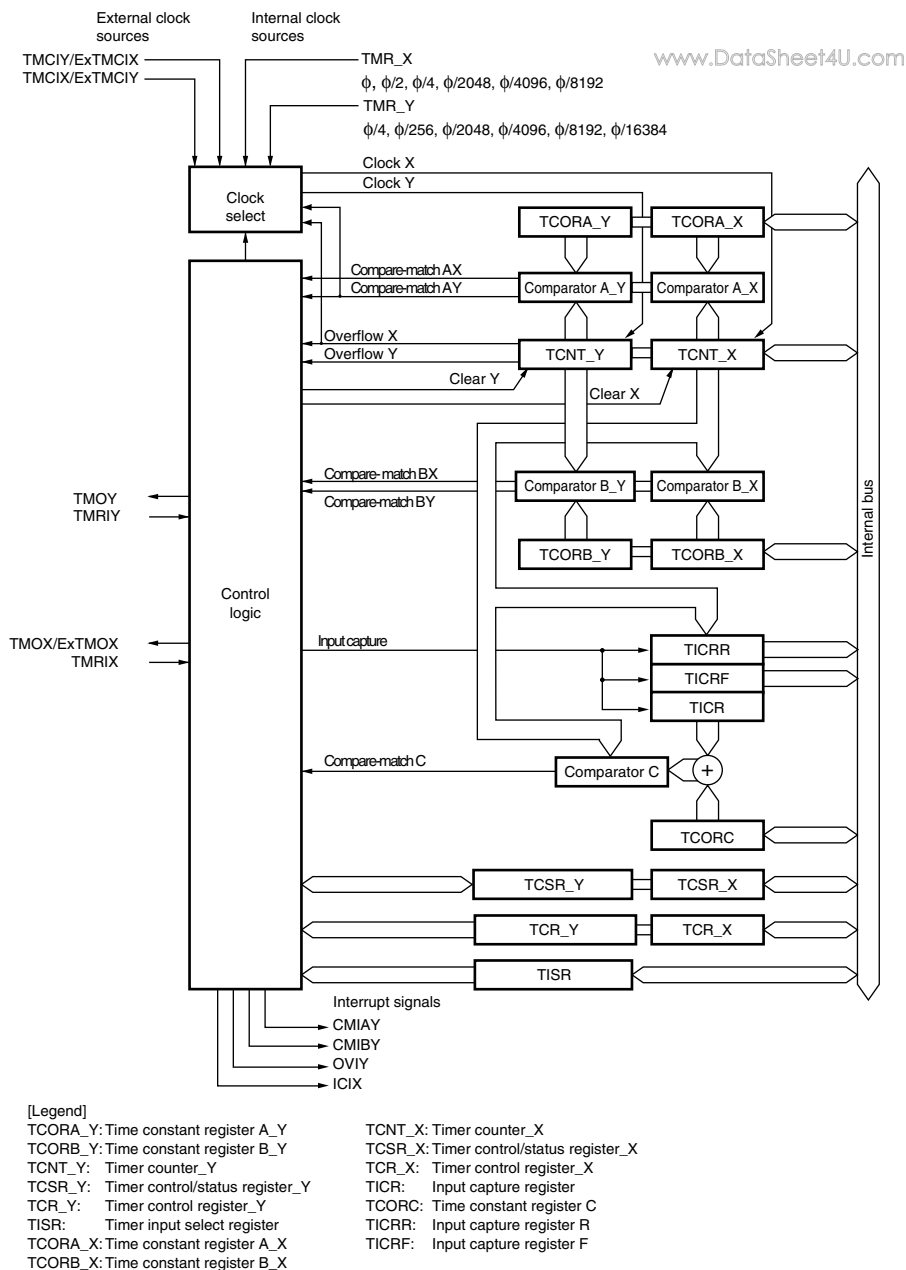 External clock sources
Internal clock sources
www.DataSheet4U.com
TMCIY/ExTMCIX
TMCIX/ExTMCIY
TMR_X
ϕ, ϕ/2, ϕ/4, ϕ/2048, ϕ/4096, ϕ/8192
TMR_Y
ϕ/4, ϕ/256, ϕ/2048, ϕ/4096, ϕ/8192, ϕ/16384
Clock X
Clock Y
Clock select
TCORA_Y
TCORA_X
Compare-match AX
Compare-match AY
Comparator A_Y
Comparator A_X
Overflow X
Overflow Y
TCNT_Y
TCNT_X
Clear Y
Clear X
Compare- match BX
Compare-match BY
Comparator B_Y
Comparator B_X
TMOY
TMRIY
Internal bus
TCORB_Y
TCORB_X
Control logic
TMOX/ExTMOX
TMRIX
Input capture
TICRR
TICRF
TICR
Compare-match C
Comparator C
+
TCORC
TCSR_Y
TCSR_X
TCR_Y
TCR_X
TISR
Interrupt signals
CMIAY
CMIBY
OVIY
ICIX
[Legend]
TCORA_Y: Time constant register A_Y
TCORB_Y: Time constant register B_Y
TCNT_Y: Timer counter_Y
TCSR_Y: Timer control/status register_Y
TCR_Y: Timer control register_Y
TISR: Timer input select register
TCORA_X: Time constant register A_X
TCORB_X: Time constant register B_X
TCNT_X: Timer counter_X
TCSR_X: Timer control/status register_X
TCR_X: Timer control register_X
TICR: Input capture register
TCORC: Time constant register C
TICRR: Input capture register R
TICRF: Input capture register F